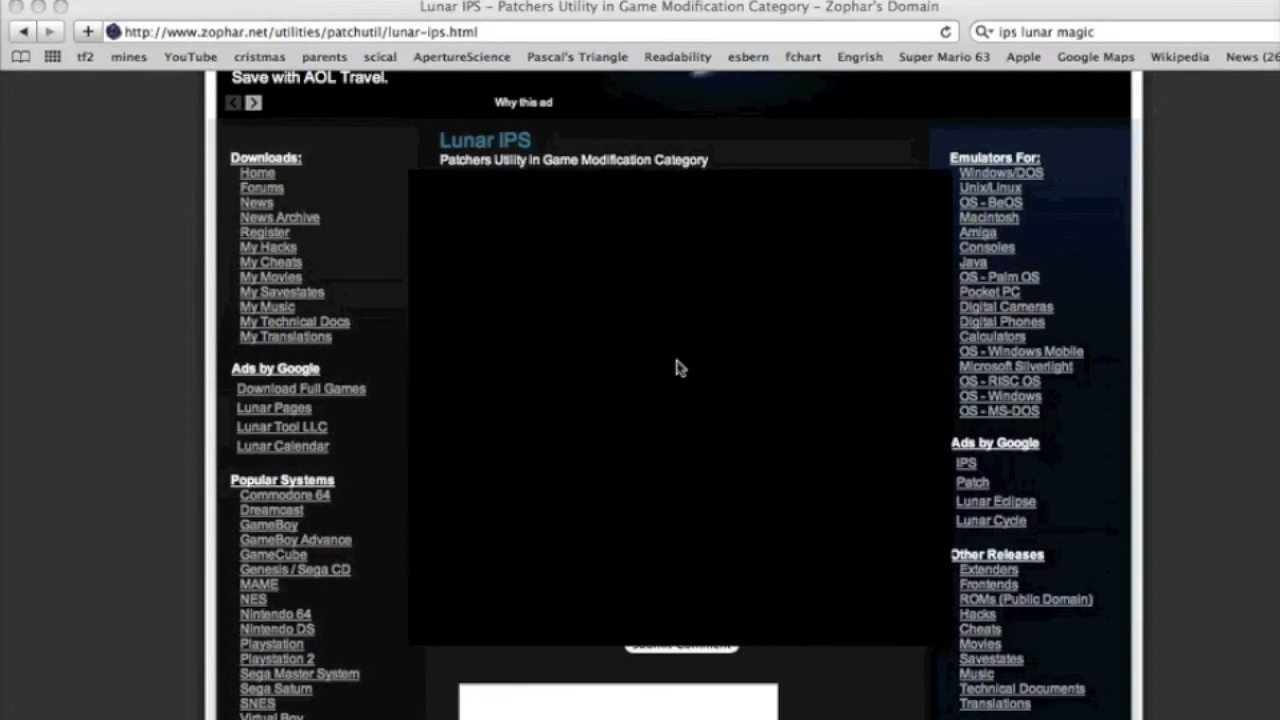 Lunar IPS – Patchers Utility in Game Modification Category – Zophar's Domain
http://www.zophar.net/utilities/patchutil/lunar-ips.html
ips lunar magic
tf2 mines YouTube cristmas parents scical ApertureScience Pascal's Triangle Readability esbern fchart Engrish Super Mario 63 Apple Google Maps Wikipedia News (26
Save with AOL Travel.
Why this ad
Lunar IPS
Patchers Utility in Game Modification Category
Downloads:
Home
Forums
News
News Archive
Register
My Hacks
My Cheats
My Movies
My Savestates
My Music
My Technical Docs
My Translations
Ads by Google
Download Full Games
Lunar Pages
Lunar Tool LLC
Lunar Calendar
Popular Systems
Commodore 64
Dreamcast
GameBoy
GameBoy Advance
GameCube
Genesis / Sega CD
MAME
NES
Nintendo 64
Nintendo DS
Playstation
Playstation 2
Sega Master System
Sega Saturn
SNES
Virtual Boy
Emulators For:
Windows/DOS
Unix/Linux
OS - BeOS
Macintosh
Amiga
Consoles
Java
OS - Palm OS
Pocket PC
Digital Cameras
Digital Phones
Calculators
OS - Windows Mobile
Microsoft Silverlight
OS - RISC OS
OS - Windows
OS - MS-DOS
Ads by Google
IPS
Patch
Lunar Eclipse
Lunar Cycle
Other Releases
Extenders
Frontends
ROMs (Public Domain)
Hacks
Cheats
Movies
Savestates
Music
Technical Documents
Translations